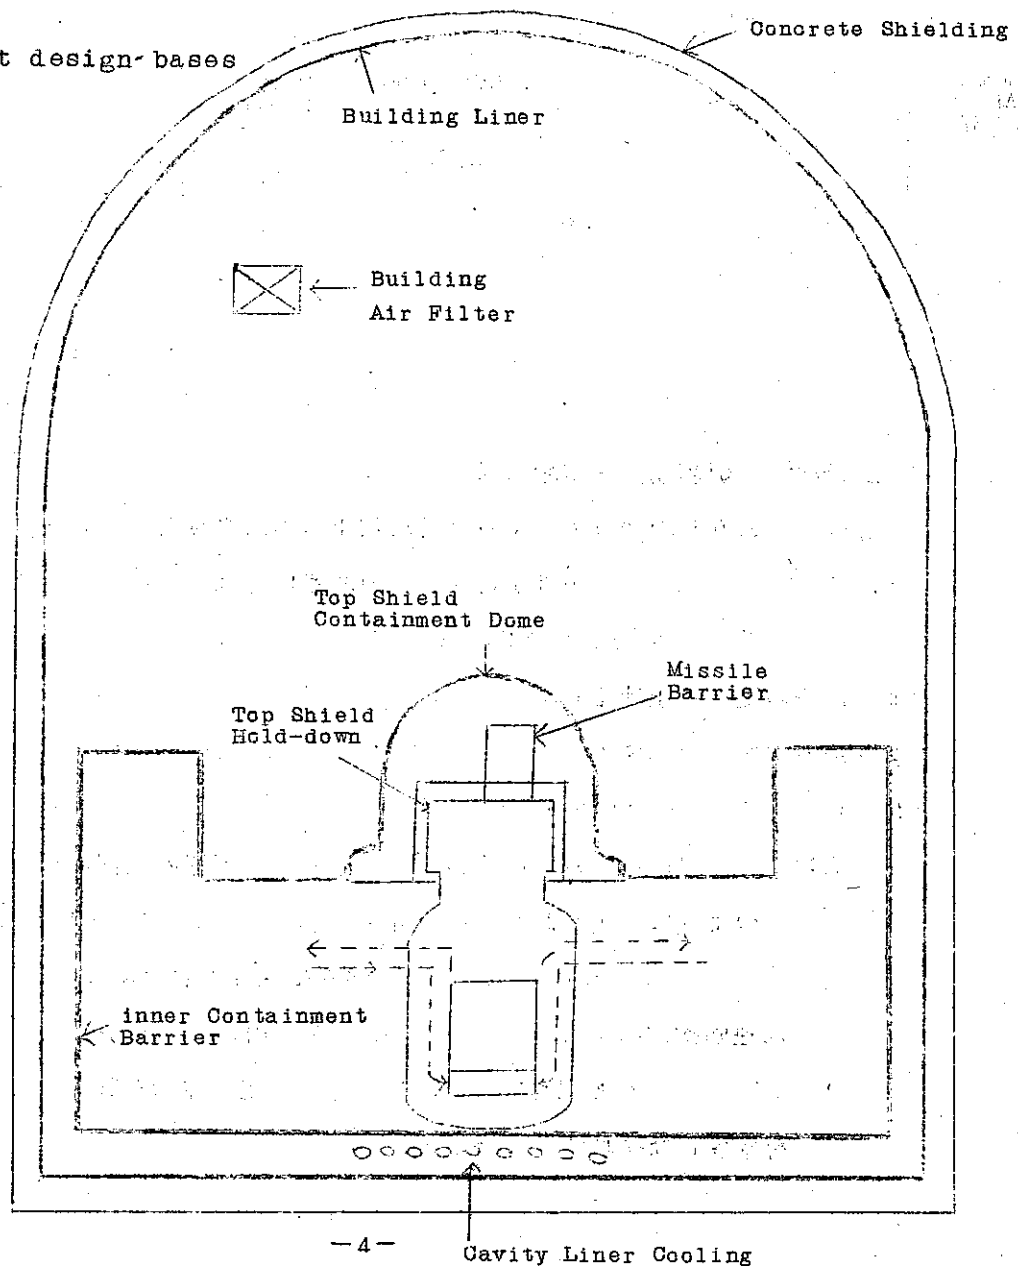 Concrete Shielding
t design-bases
Building Liner
Building
Air Filter
Top Shield
Containment Dome
Missile
Barrier
Top Shield
Hold-down
inner Containment
Barrier
-4-
Cavity Liner Cooling